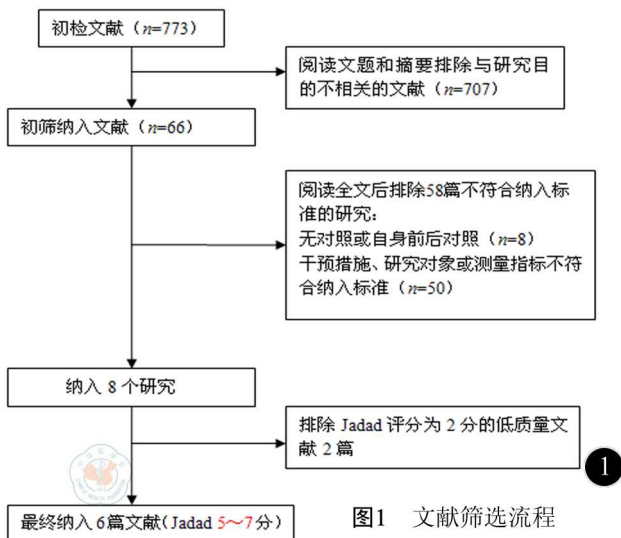 初检文献（n=773）
阅读文题和摘要排除与研究目
的不相关的文献（n=707）
初筛纳入文献（n=66）
阅读全文后排除58篇不符合纳入标
准的研究：
无对照或自身前后对照（n=8）
干预措施、研究对象或测量指标不符
合纳入标准（n=50）
纳入 8 个研究
排除 Jadad 评分为 2 分的低质量文
献 2 篇
1
最终纳入 6篇文献(Jadad 5～7分)
图1 文献筛选流程